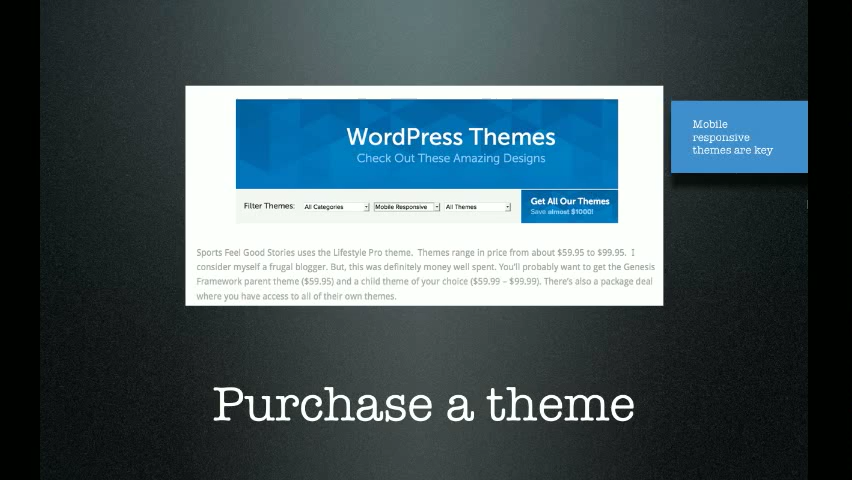 WordPress Themes
Check Out These Amazing Designs
Filter Themes:
All Categories
Mobile Responsive
All Themes
Get All Our Themes
Save almost $1000!
Mobile
responsive
themes are key
Sports Feel Good Stories uses the Lifestyle Pro theme. Themes range in price from about $59.95 to $99.95. I
consider myself a frugal blogger. But, this was definitely money well spent. You'll probably want to get the Genesis
Framework parent theme ($59.95) and a child theme of your choice ($59.99 – $99.99). There's also a package deal
where you have access to all of their own themes.
Purchase a theme